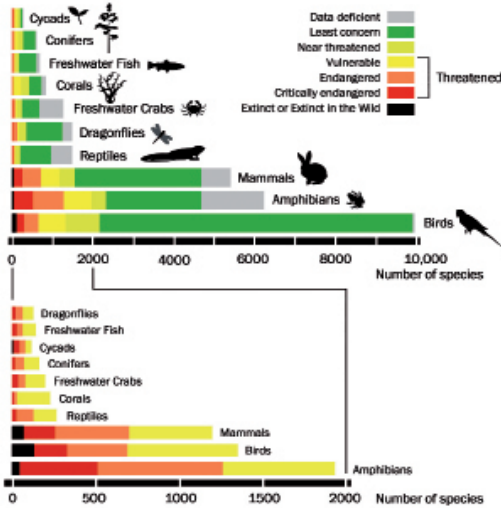 Cycads
Conifers
Freshwater Fish
Corals
Freshwater Crabs
Dragonflies
Reptiles
Mammals
Amphibians
Birds
Data deficient
Least concern
Near threatened
Vulnerable
Endangered
Critically endangered
Extinct or Extinct in the Wild
Threatened
0 2000 4000 6000 8000 10,000
Number of species
Dragonflies
Freshwater Fish
Cycads
Conifers
Freshwater Crabs
Corals
Reptiles
Mammals
Birds
Amphibians
0 500 1000 1500 2000
Number of species